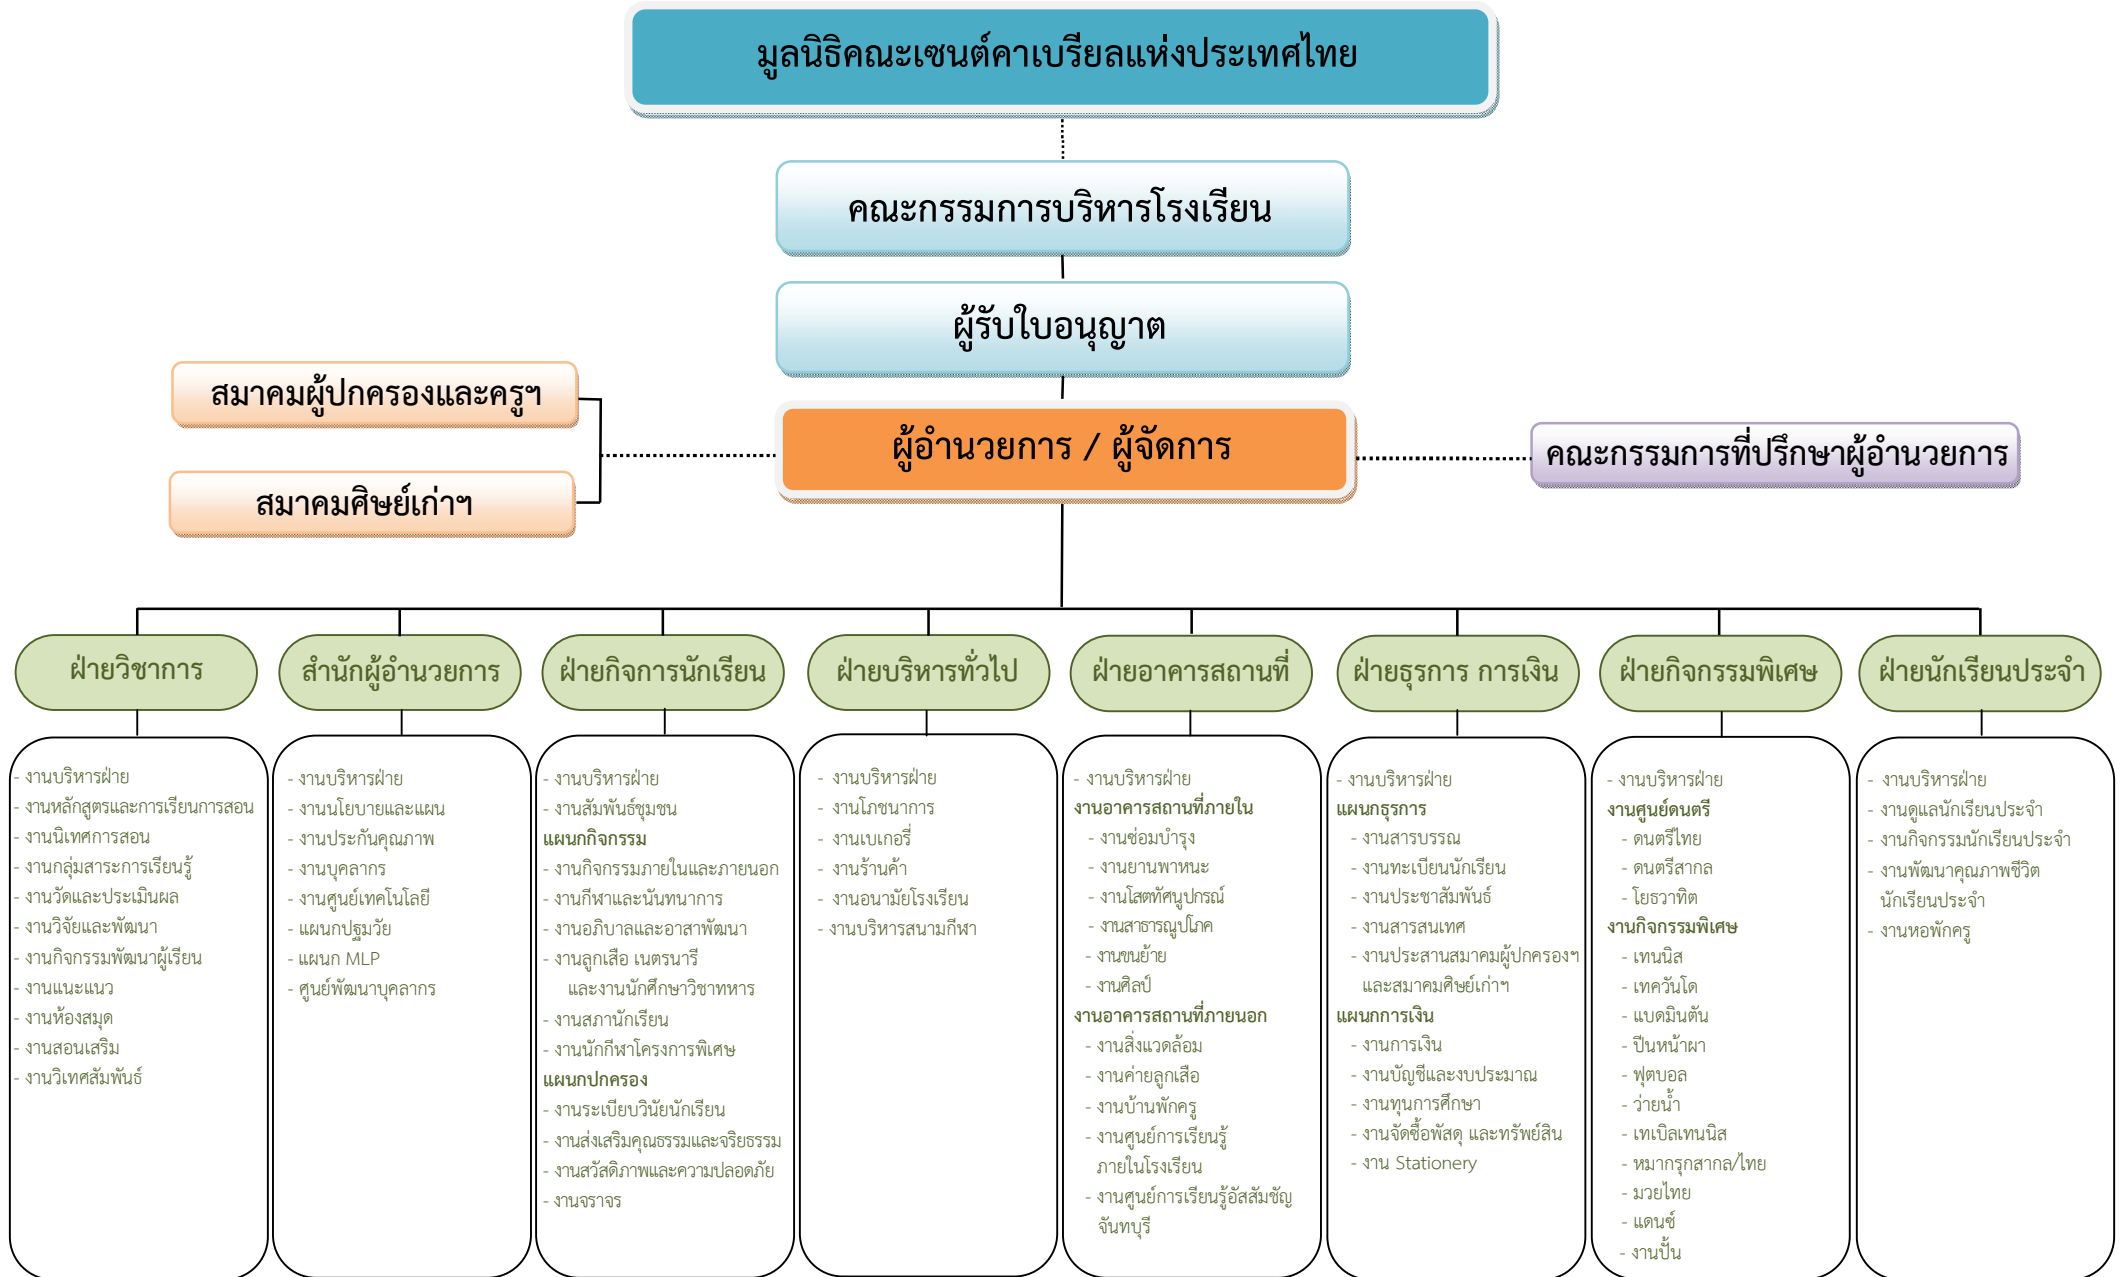 มูลนิธิคณะเซนต์คาเบรียลแห่งประเทศไทย
คณะกรรมการบริหารโรงเรียน
ผู้รับใบอนุญาต
สมาคมผู้ปกครองและครูฯ
ผู้อำนวยการ / ผู้จัดการ
คณะกรรมการที่ปรึกษาผู้อำนวยการ
สมาคมศิษย์เก่าฯ
ฝ่ายวิชาการ
- งานบริหารฝ่าย
- งานหลักสูตรและการเรียนการสอน
- งานนิเทศการสอน
- งานกลุ่มสาระการเรียนรู้
- งานวัดและประเมินผล
- งานวิจัยและพัฒนา
- งานกิจกรรมพัฒนาผู้เรียน
- งานแนะแนว
- งานห้องสมุด
- งานสอนเสริม
- งานวิเทศสัมพันธ์
สำนักผู้อำนวยการ
- งานบริหารฝ่าย
- งานนโยบายและแผน
- งานประกันคุณภาพ
- งานบุคลากร
- งานศูนย์เทคโนโลยี
- แผนกปฐมวัย
- แผนก MLP
- ศูนย์พัฒนาบุคลากร
ฝ่ายกิจการนักเรียน
- งานบริหารฝ่าย
- งานสัมพันธ์ชุมชน
แผนกกิจกรรม
- งานกิจกรรมภายในและภายนอก
- งานกีฬาและนันทนาการ
- งานอภิบาลและอาสาพัฒนา
- งานลูกเสือ เนตรนารี
และงานนักศึกษาวิชาทหาร
- งานสภานักเรียน
- งานนักกีฬาโครงการพิเศษ
แผนกปกครอง
- งานระเบียบวินัยนักเรียน
- งานส่งเสริมคุณธรรมและจริยธรรม
- งานสวัสดิภาพและความปลอดภัย
- งานจราจร
ฝ่ายบริหารทั่วไป
- งานบริหารฝ่าย
- งานโภชนาการ
- งานเบเกอรี่
- งานร้านค้า
- งานอนามัยโรงเรียน
- งานบริหารสนามกีฬา
ฝ่ายอาคารสถานที่
- งานบริหารฝ่าย
งานอาคารสถานที่ภายใน
- งานซ่อมบำรุง
- งานยานพาหนะ
- งานโสตทัศนูปกรณ์
- งานสาธารณูปโภค
- งานขนย้าย
- งานศิลป์
งานอาคารสถานที่ภายนอก
- งานสิ่งแวดล้อม
- งานค่ายลูกเสือ
- งานบ้านพักครู
- งานศูนย์การเรียนรู้
ภายในโรงเรียน
- งานศูนย์การเรียนรู้อัสสัมชัญ
จันทบุรี
ฝ่ายธุรการ การเงิน
- งานบริหารฝ่าย
แผนกธุรการ
- งานสารบรรณ
- งานทะเบียนนักเรียน
- งานประชาสัมพันธ์
- งานสารสนเทศ
- งานประสานสมาคมผู้ปกครองฯ
และสมาคมศิษย์เก่าฯ
แผนกการเงิน
- งานการเงิน
- งานบัญชีและงบประมาณ
- งานทุนการศึกษา
- งานจัดซื้อพัสดุ และทรัพย์สิน
- งาน Stationery
ฝ่ายกิจกรรมพิเศษ
- งานบริหารฝ่าย
งานศูนย์ดนตรี
- ดนตรีไทย
- ดนตรีสากล
- โยธวาทิต
งานกิจกรรมพิเศษ
- เทนนิส
- เทควันโด
- แบดมินตัน
- ปีนหน้าผา
- ฟุตบอล
- ว่ายน้ำ
- เทเบิลเทนนิส
- หมากรุกสากล/ไทย
- มวยไทย
- แดนซ์
- งานปั้น
ฝ่ายนักเรียนประจำ
- งานบริหารฝ่าย
- งานดูแลนักเรียนประจำ
- งานกิจกรรมนักเรียนประจำ
- งานพัฒนาคุณภาพชีวิต
นักเรียนประจำ
- งานหอพักครู